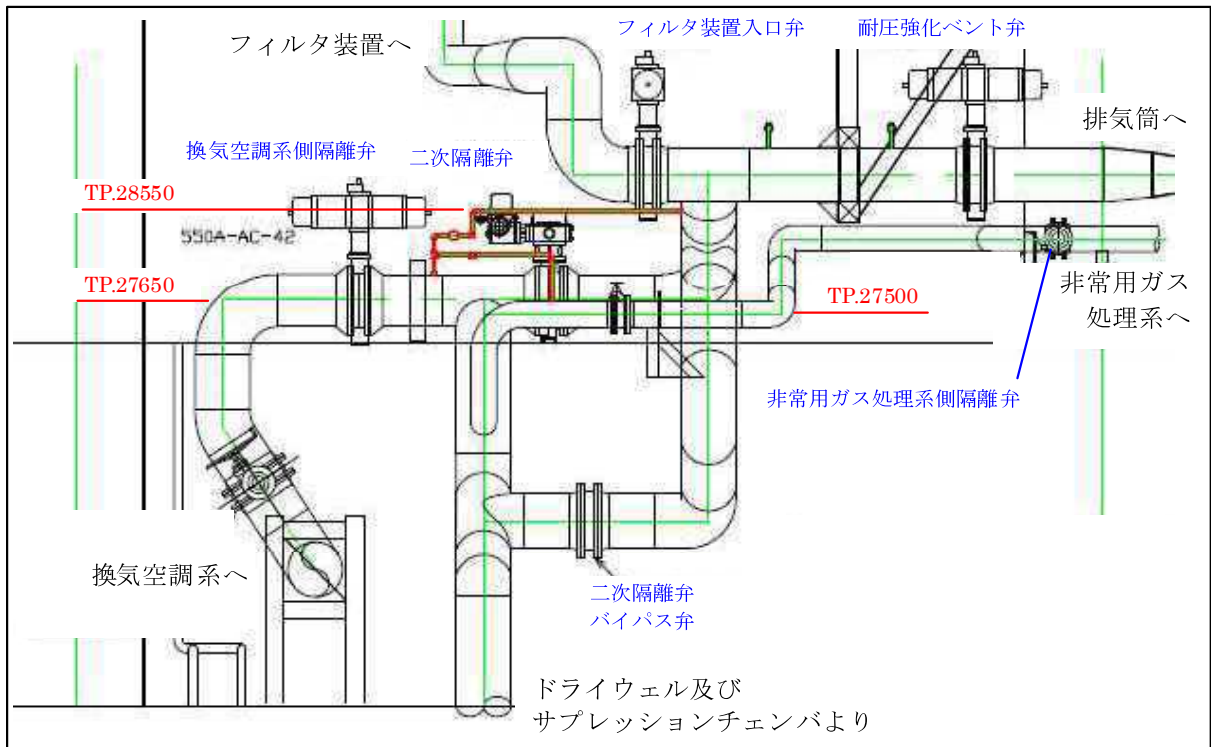 フィルタ装置へ
フィルタ装置入口弁
耐圧強化ベント弁
排気筒へ
換気空調系側隔離弁
二次隔離弁
TP.28550
550A-AC-42
TP.27650
TP.27500
非常用ガス
処理系へ
非常用ガス処理系側隔離弁
換気空調系へ
二次隔離弁
バイパス弁
ドライウェル及び
サプレッションチェンバより